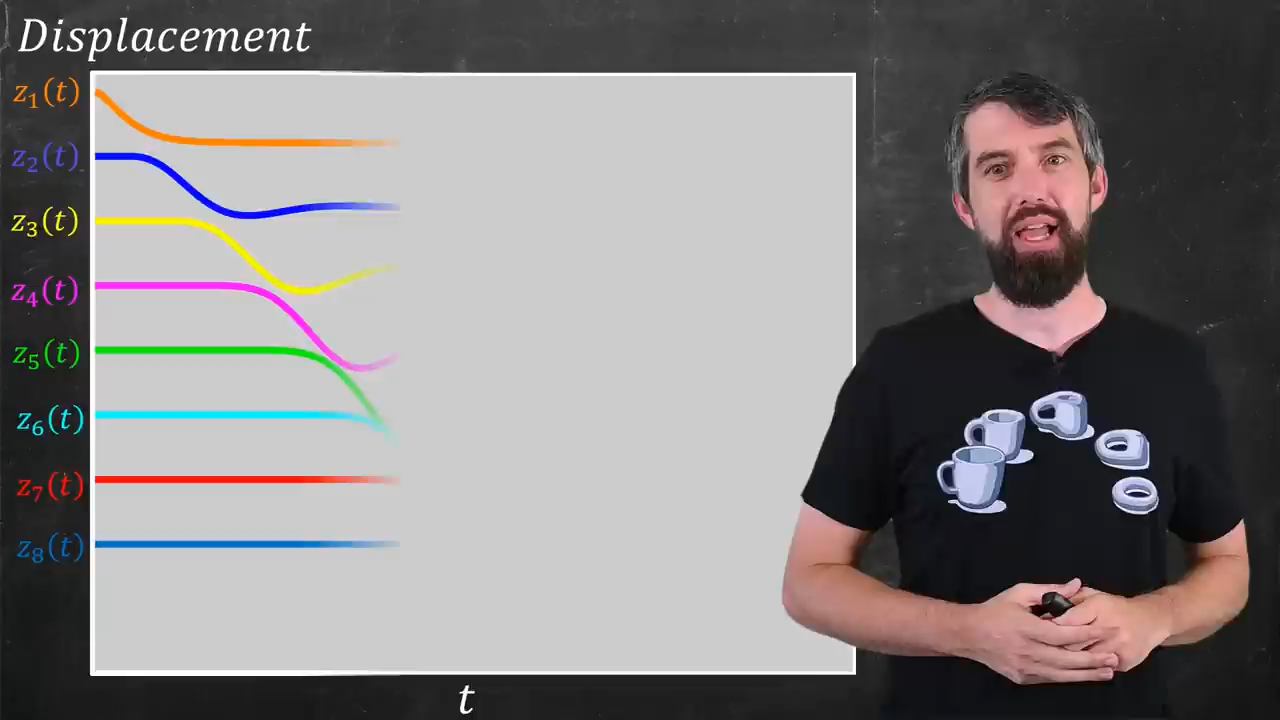 Displacement
z₁(t)
z₂(t)
z₃(t)
z₄(t)
z₅(t)
z₆(t)
z₇(t)
z₈(t)
t